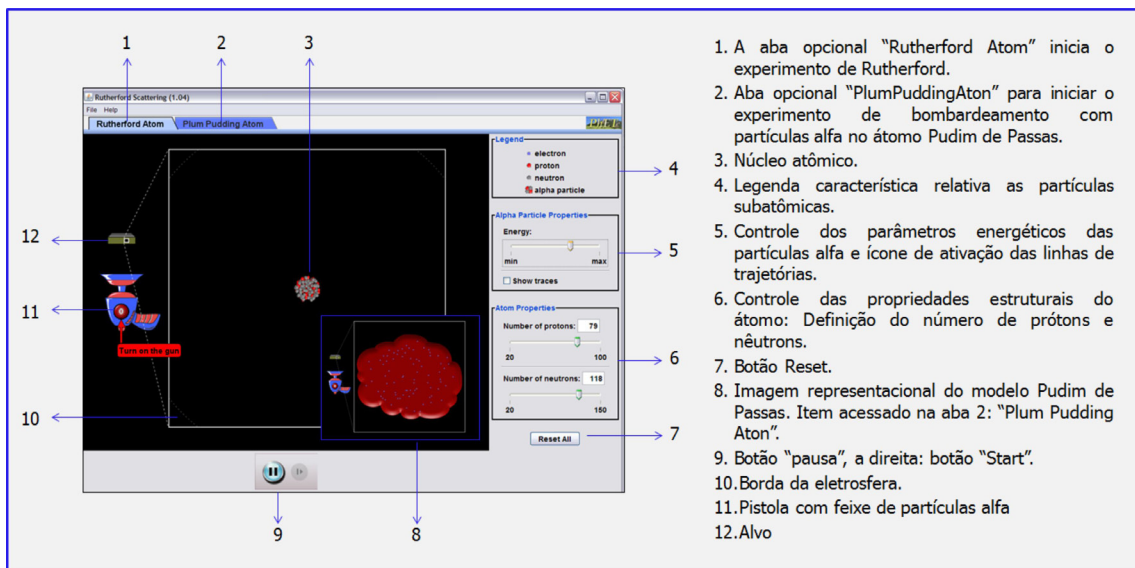 1
2
3
Rutherford Scattering (1.04)
File Help
Rutherford Atom
Plum Pudding Atom
PhET
Legend
electron
proton
neutron
alpha particle
4
Alpha Particle Properties
Energy:
min max
Show traces
5
Atom Properties
Number of protons: 79
20 100
Number of neutrons: 118
20 150
6
Reset All
7
12
11
Turn on the gun
10
9
8
1. A aba opcional “Rutherford Atom” inicia o
experimento de Rutherford.
2. Aba opcional “PlumPuddingAton” para iniciar o
experimento de bombardeamento com
partículas alfa no átomo Pudim de Passas.
3. Núcleo atômico.
4. Legenda característica relativa as partículas
subatômicas.
5. Controle dos parâmetros energéticos das
partículas alfa e ícone de ativação das linhas de
trajetórias.
6. Controle das propriedades estruturais do
átomo: Definição do número de prótons e
nêutrons.
7. Botão Reset.
8. Imagem representacional do modelo Pudim de
Passas. Item acessado na aba 2: “Plum Pudding
Aton”.
9. Botão “pausa”, a direita: botão “Start”.
10.Borda da eletrosfera.
11.Pistola com feixe de partículas alfa
12.Alvo